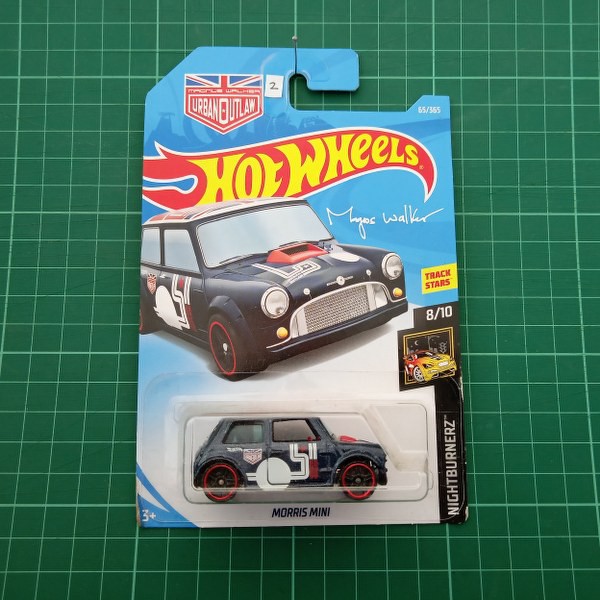 MAGNUS WALKER
URBAN OUTLAW
2
65/365
HOT WHEELS
Magnus Walker
TRACK
STARS
8/10
NIGHTBURNERZ™
51
51
3+
MORRIS MINI